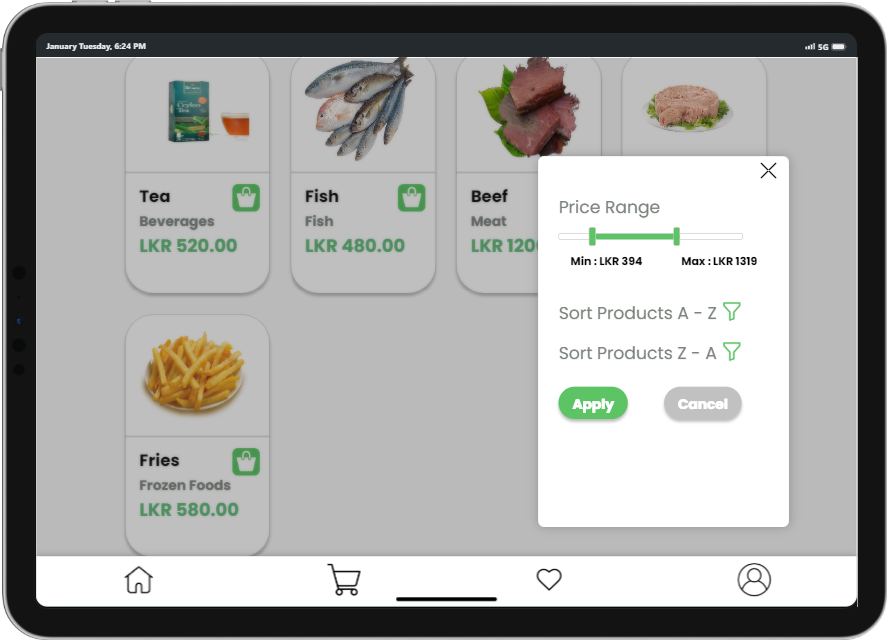 January Tuesday, 6:24 PM
5G
Ceylon
Tea
Tea
Beverages
LKR 520.00
Fish
Fish
LKR 480.00
Beef
Meat
LKR 1200
Price Range
Min : LKR 394
Max : LKR 1319
Sort Products A - Z
Sort Products Z - A
Apply
Cancel
Fries
Frozen Foods
LKR 580.00